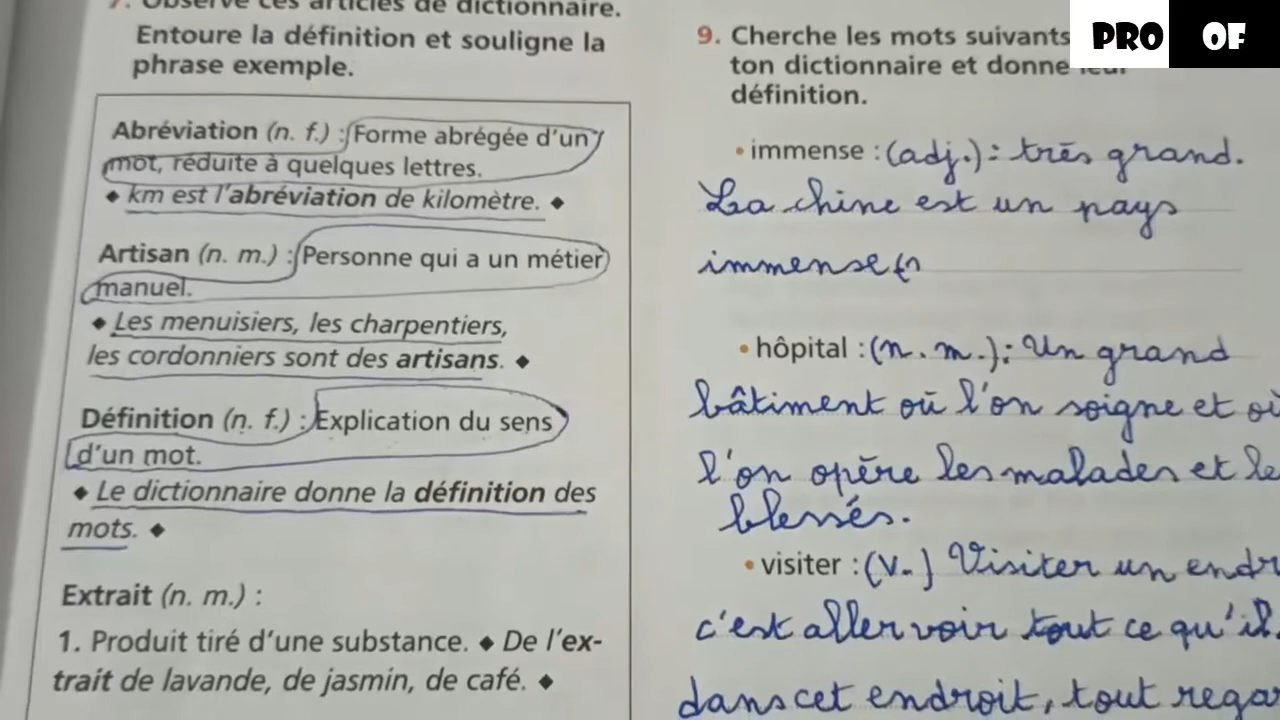 7. Observe ces articles de dictionnaire.
Entoure la définition et souligne la
phrase exemple.
Abréviation (n. f.) : Forme abrégée d'un
mot, réduite à quelques lettres.
◆ km est l'abréviation de kilomètre. ◆
Artisan (n. m.) : Personne qui a un métier
manuel.
◆ Les menuisiers, les charpentiers,
les cordonniers sont des artisans. ◆
Définition (n. f.) : Explication du sens
d'un mot.
◆ Le dictionnaire donne la définition des
mots. ◆
Extrait (n. m.) :
1. Produit tiré d'une substance. ◆ De l'ex-
trait de lavande, de jasmin, de café. ◆
PRO OF
9. Cherche les mots suivants
ton dictionnaire et donne leur
définition.
• immense : (adj.) : très grand.
La chine est un pays
immense
• hôpital : (n. m.) : Un grand
bâtiment où l'on soigne et où
l'on opère les malades et le
blessés.
• visiter : (v.) Visiter un endr
c'est aller voir tout ce qu'il
dans cet endroit, tout rega